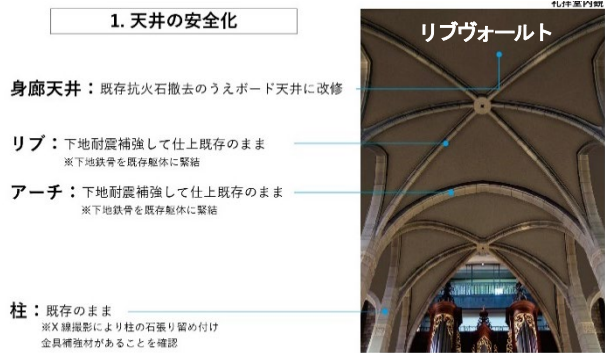 礼拝室内観
1. 天井の安全化
リブヴォールト
身廊天井：既存抗火石撤去のうえボード天井に改修
リブ：下地耐震補強して仕上既存のまま
※下地鉄骨を既存躯体に緊結
アーチ：下地耐震補強して仕上既存のまま
※下地鉄骨を既存躯体に緊結
柱：既存のまま
※X線撮影により柱の石張り留め付け
金具補強材があることを確認